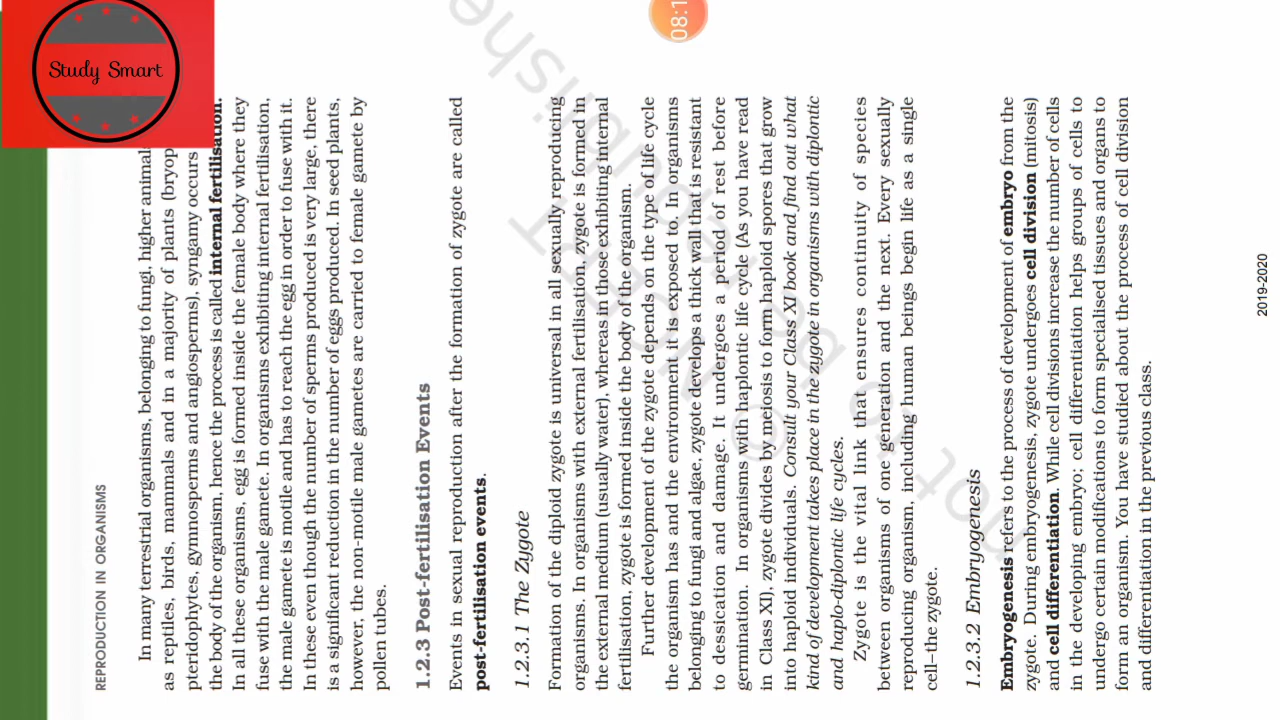 Study Smart
08:1
REPRODUCTION IN ORGANISMS
In many terrestrial organisms, belonging to fungi, higher animals
as reptiles, birds, mammals and in a majority of plants (bryop
pteridophytes, gymnosperms and angiosperms), syngamy occurs
the body of the organism, hence the process is called internal fertilisation.
In all these organisms, egg is formed inside the female body where they
fuse with the male gamete. In organisms exhibiting internal fertilisation,
the male gamete is motile and has to reach the egg in order to fuse with it.
In these even though the number of sperms produced is very large, there
is a significant reduction in the number of eggs produced. In seed plants,
however, the non-motile male gametes are carried to female gamete by
pollen tubes.
1.2.3 Post-fertilisation Events
Events in sexual reproduction after the formation of zygote are called
post-fertilisation events.
1.2.3.1 The Zygote
Formation of the diploid zygote is universal in all sexually reproducing
organisms. In organisms with external fertilisation, zygote is formed in
the external medium (usually water), whereas in those exhibiting internal
fertilisation, zygote is formed inside the body of the organism.
Further development of the zygote depends on the type of life cycle
the organism has and the environment it is exposed to. In organisms
belonging to fungi and algae, zygote develops a thick wall that is resistant
to dessication and damage. It undergoes a period of rest before
germination. In organisms with haplontic life cycle (As you have read
in Class XI), zygote divides by meiosis to form haploid spores that grow
into haploid individuals. Consult your Class XI book and find out what
kind of development takes place in the zygote in organisms with diplontic
and haplo-diplontic life cycles.
Zygote is the vital link that ensures continuity of species
between organisms of one generation and the next. Every sexually
reproducing organism, including human beings begin life as a single
cell–the zygote.
1.2.3.2 Embryogenesis
Embryogenesis refers to the process of development of embryo from the
zygote. During embryogenesis, zygote undergoes cell division (mitosis)
and cell differentiation. While cell divisions increase the number of cells
in the developing embryo; cell differentiation helps groups of cells to
undergo certain modifications to form specialised tissues and organs to
form an organism. You have studied about the process of cell division
and differentiation in the previous class.
© NCERT
not to be republishe
2019-2020